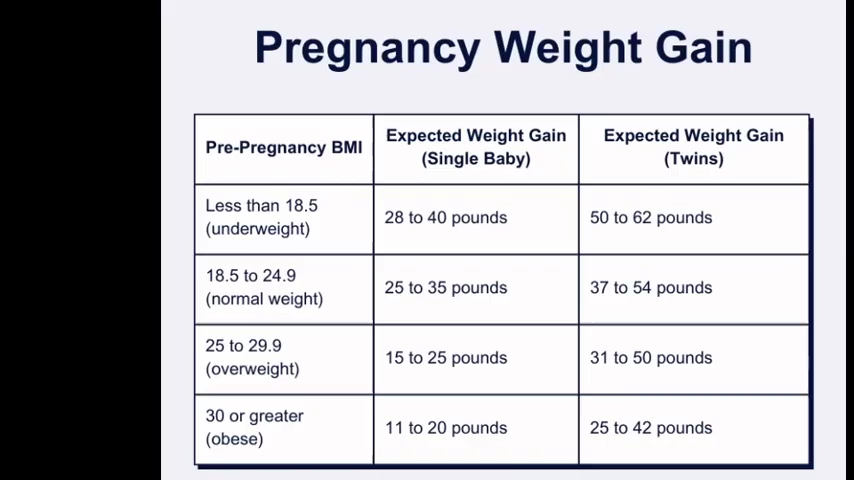 Pregnancy Weight Gain
Pre-Pregnancy BMI
Expected Weight Gain
(Single Baby)
Expected Weight Gain
(Twins)
Less than 18.5
(underweight)
28 to 40 pounds
50 to 62 pounds
18.5 to 24.9
(normal weight)
25 to 35 pounds
37 to 54 pounds
25 to 29.9
(overweight)
15 to 25 pounds
31 to 50 pounds
30 or greater
(obese)
11 to 20 pounds
25 to 42 pounds